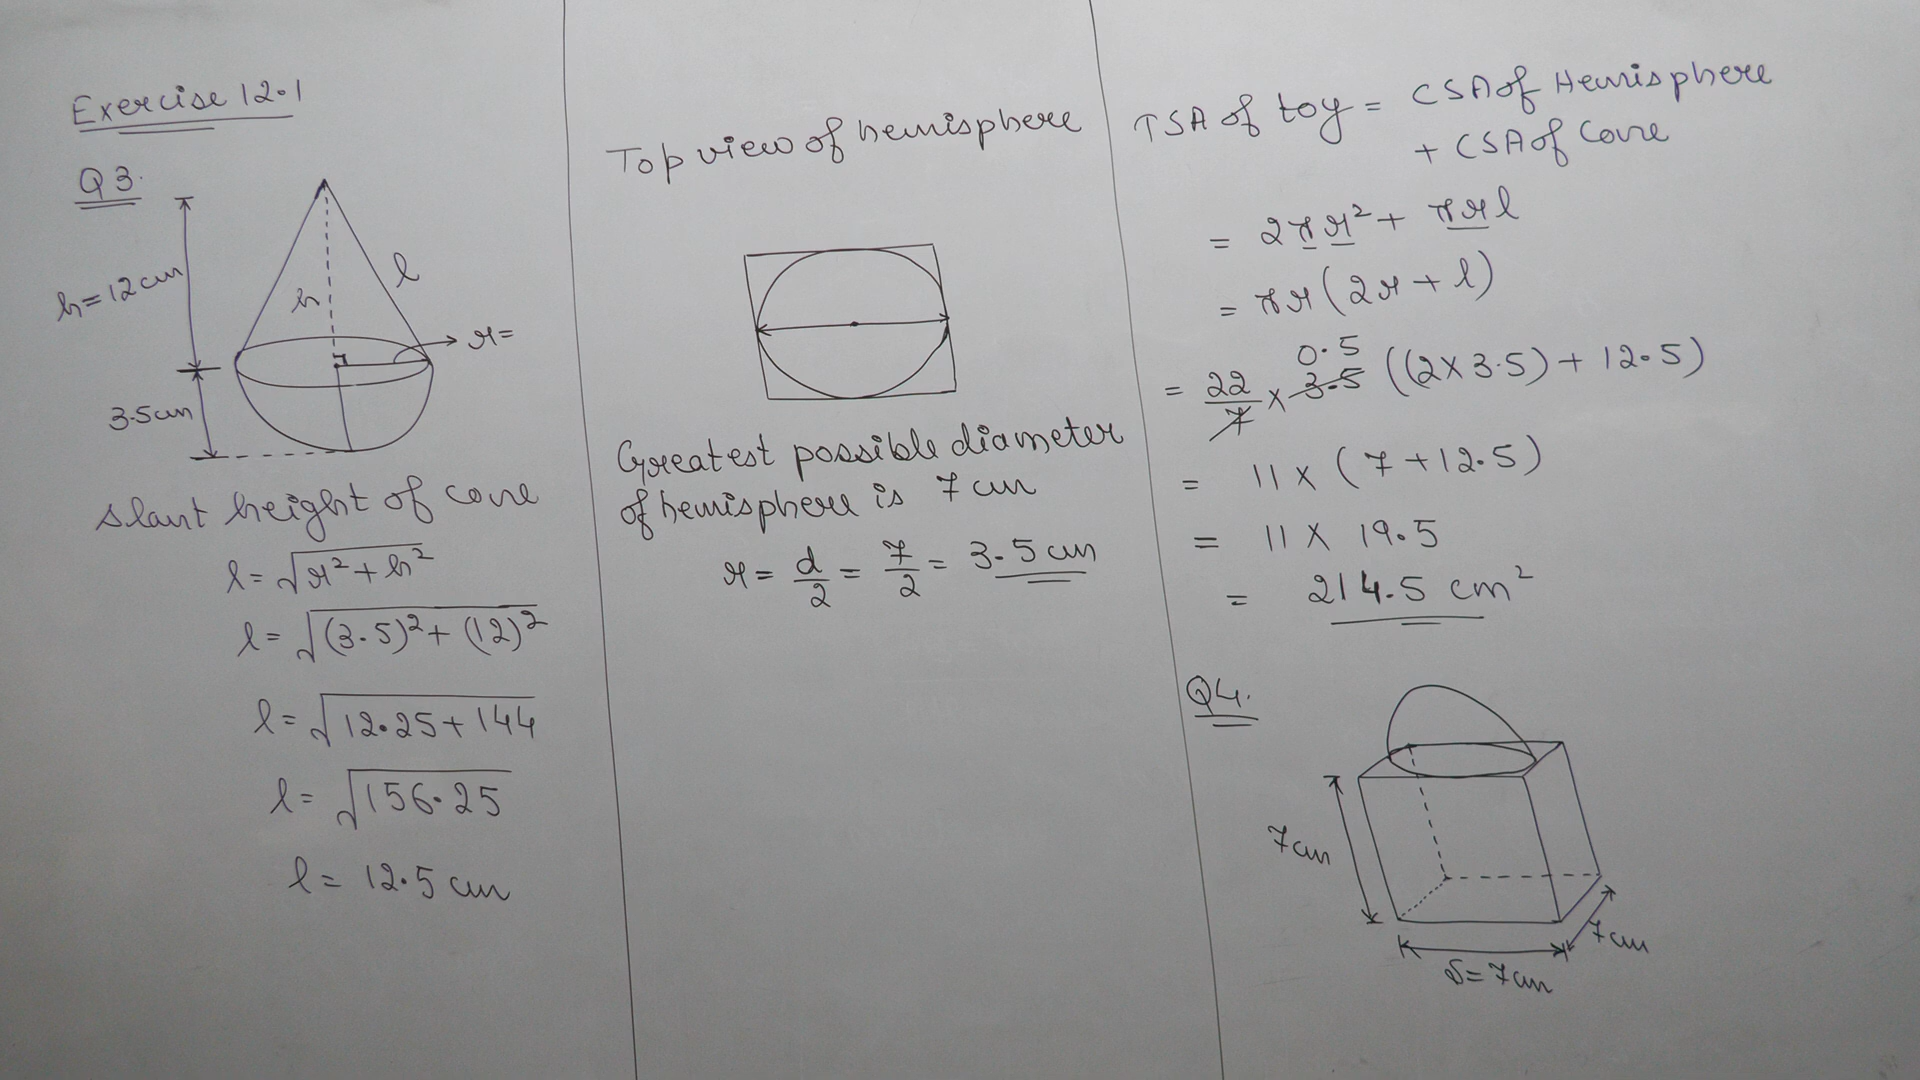 Exercise 12.1
Q3.
h=12cm
h
l
r=
3.5cm
Slant height of cone
l=√r²+h²
l=√(3.5)²+(12)²
l=√12.25+144
l=√156.25
l= 12.5 cm
Top view of hemisphere
Greatest possible diameter
of hemisphere is 7 cm
r= d/2 = 7/2 = 3.5 cm
TSA of toy = CSA of Hemisphere
+ CSA of Cone
= 2πr² + πrl
= πr(2r+l)
0.5
= 22/7 × 3.5 ((2×3.5)+12.5)
= 11 × (7+12.5)
= 11 × 19.5
= 214.5 cm²
Q4.
7cm
7cm
S=7cm